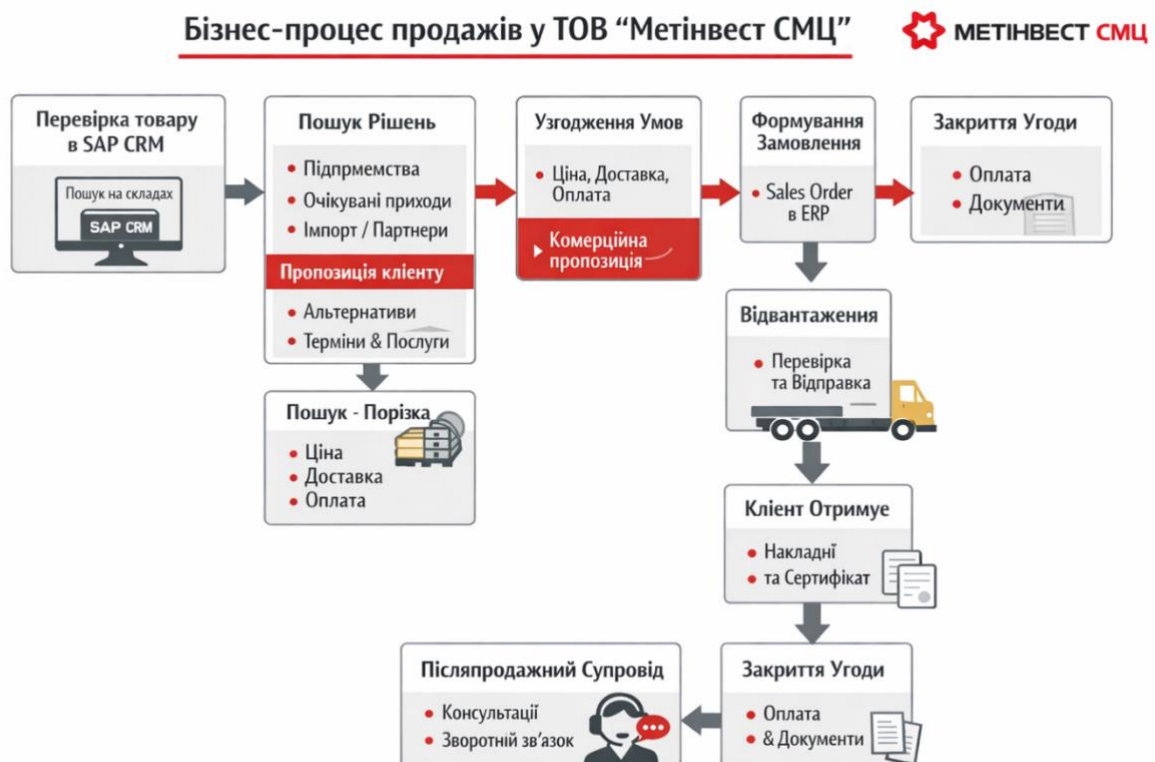 Бізнес-процес продажів у ТОВ “Метінвест СМЦ”
МЕТІНВЕСТ СМЦ
Перевірка товару
в SAP CRM
Пошук на складах
SAP CRM
Пошук Рішень
• Підпрмемства
• Очікувані приходи
• Імпорт / Партнери
Пропозиція клієнту
• Альтернативи
• Терміни & Послуги
Пошук - Порізка
• Ціна
• Доставка
• Оплата
Узгодження Умов
• Ціна, Доставка,
Оплата
Комерційна
пропозиція
Формування
Замовлення
• Sales Order
в ERP
Закриття Угоди
• Оплата
• Документи
Відвантаження
• Перевірка
та Відправка
Клієнт Отримує
• Накладнї
• та Сертифікат
Закриття Угоди
• Оплата
• & Документи
Післяпродажний Супровід
• Консультації
• Зворотній зв'азок